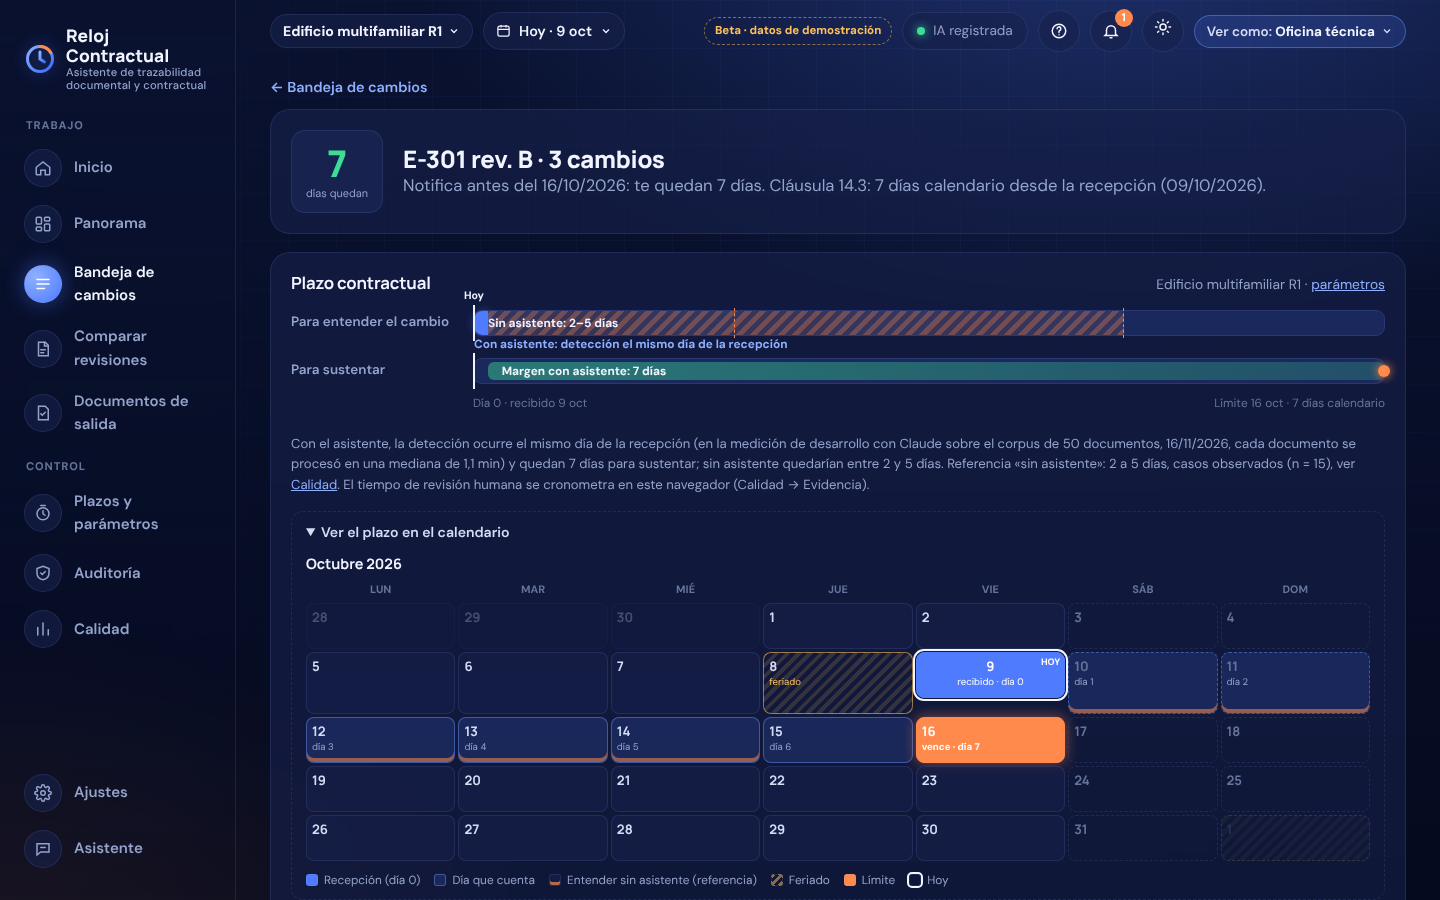 Reloj
Contractual
Asistente de trazabilidad
documental y contractual
Edificio multifamiliar R1
Hoy · 9 oct
Beta · datos de demostración
IA registrada
1
Ver como: Oficina técnica
TRABAJO
Inicio
Panorama
Bandeja de
cambios
Comparar
revisiones
Documentos de
salida
CONTROL
Plazos y
parámetros
Auditoría
Calidad
Ajustes
Asistente
← Bandeja de cambios
7
días quedan
E-301 rev. B · 3 cambios
Notifica antes del 16/10/2026: te quedan 7 días. Cláusula 14.3: 7 días calendario desde la recepción (09/10/2026).
Plazo contractual
Edificio multifamiliar R1 · parámetros
Hoy
Para entender el cambio
Sin asistente: 2–5 días
Con asistente: detección el mismo día de la recepción
Para sustentar
Margen con asistente: 7 días
Día 0 · recibido 9 oct
Límite 16 oct · 7 días calendario
Con el asistente, la detección ocurre el mismo día de la recepción (en la medición de desarrollo con Claude sobre el corpus de 50 documentos, 16/11/2026, cada documento se
procesó en una mediana de 1,1 min) y quedan 7 días para sustentar; sin asistente quedarían entre 2 y 5 días. Referencia «sin asistente»: 2 a 5 días, casos observados (n = 15), ver
Calidad. El tiempo de revisión humana se cronometra en este navegador (Calidad → Evidencia).
▼ Ver el plazo en el calendario
Octubre 2026
LUN MAR MIÉ JUE VIE SÁB DOM
28 29 30 1 2 3 4
5 6 7 8 9 HOY 10 11
feriado recibido · día 0 día 1 día 2
12 13 14 15 16 17 18
día 3 día 4 día 5 día 6 vence · día 7
19 20 21 22 23 24 25
26 27 28 29 30 31 1
Recepción (día 0) Día que cuenta Entender sin asistente (referencia) Feriado Límite Hoy